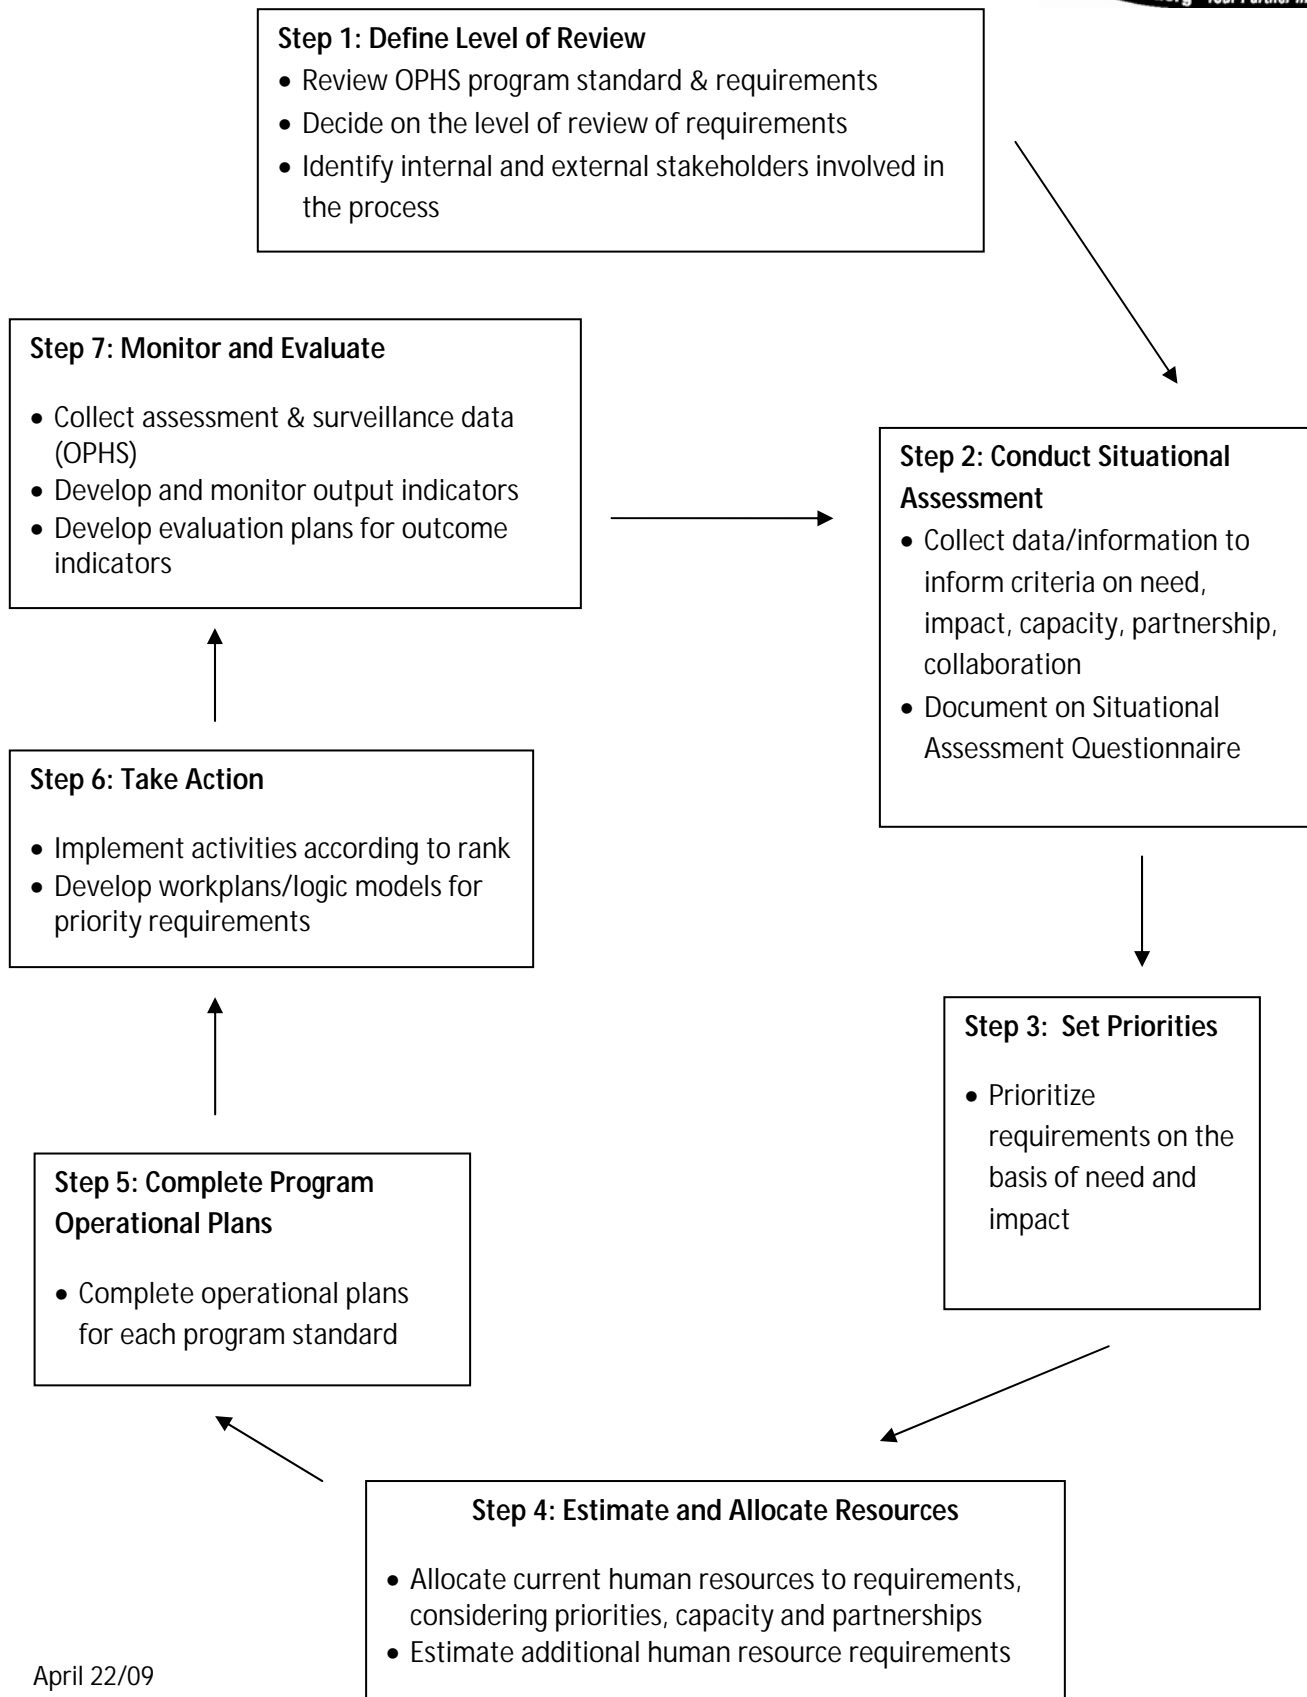 Your Partner in
Step 1: Define Level of Review
• Review OPHS program standard & requirements
• Decide on the level of review of requirements
• Identify internal and external stakeholders involved in
the process
Step 7: Monitor and Evaluate
• Collect assessment & surveillance data
(OPHS)
• Develop and monitor output indicators
• Develop evaluation plans for outcome
indicators
Step 2: Conduct Situational
Assessment
• Collect data/information to
inform criteria on need,
impact, capacity, partnership,
collaboration
• Document on Situational
Assessment Questionnaire
Step 6: Take Action
• Implement activities according to rank
• Develop workplans/logic models for
priority requirements
Step 3:  Set Priorities
• Prioritize
requirements on the
basis of need and
impact
Step 5: Complete Program
Operational Plans
• Complete operational plans
for each program standard
Step 4: Estimate and Allocate Resources
• Allocate current human resources to requirements,
considering priorities, capacity and partnerships
• Estimate additional human resource requirements
April 22/09